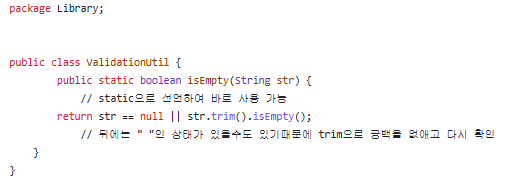 package Library;
public class ValidationUtil {
public static boolean isEmpty(String str) {
// static으로 선언하여 바로 사용 가능
return str == null || str.trim().isEmpty();
// 뒤에는 " "인 상태가 있을수도 있기때문에 trim으로 공백을 없애고 다시 확인
}
}